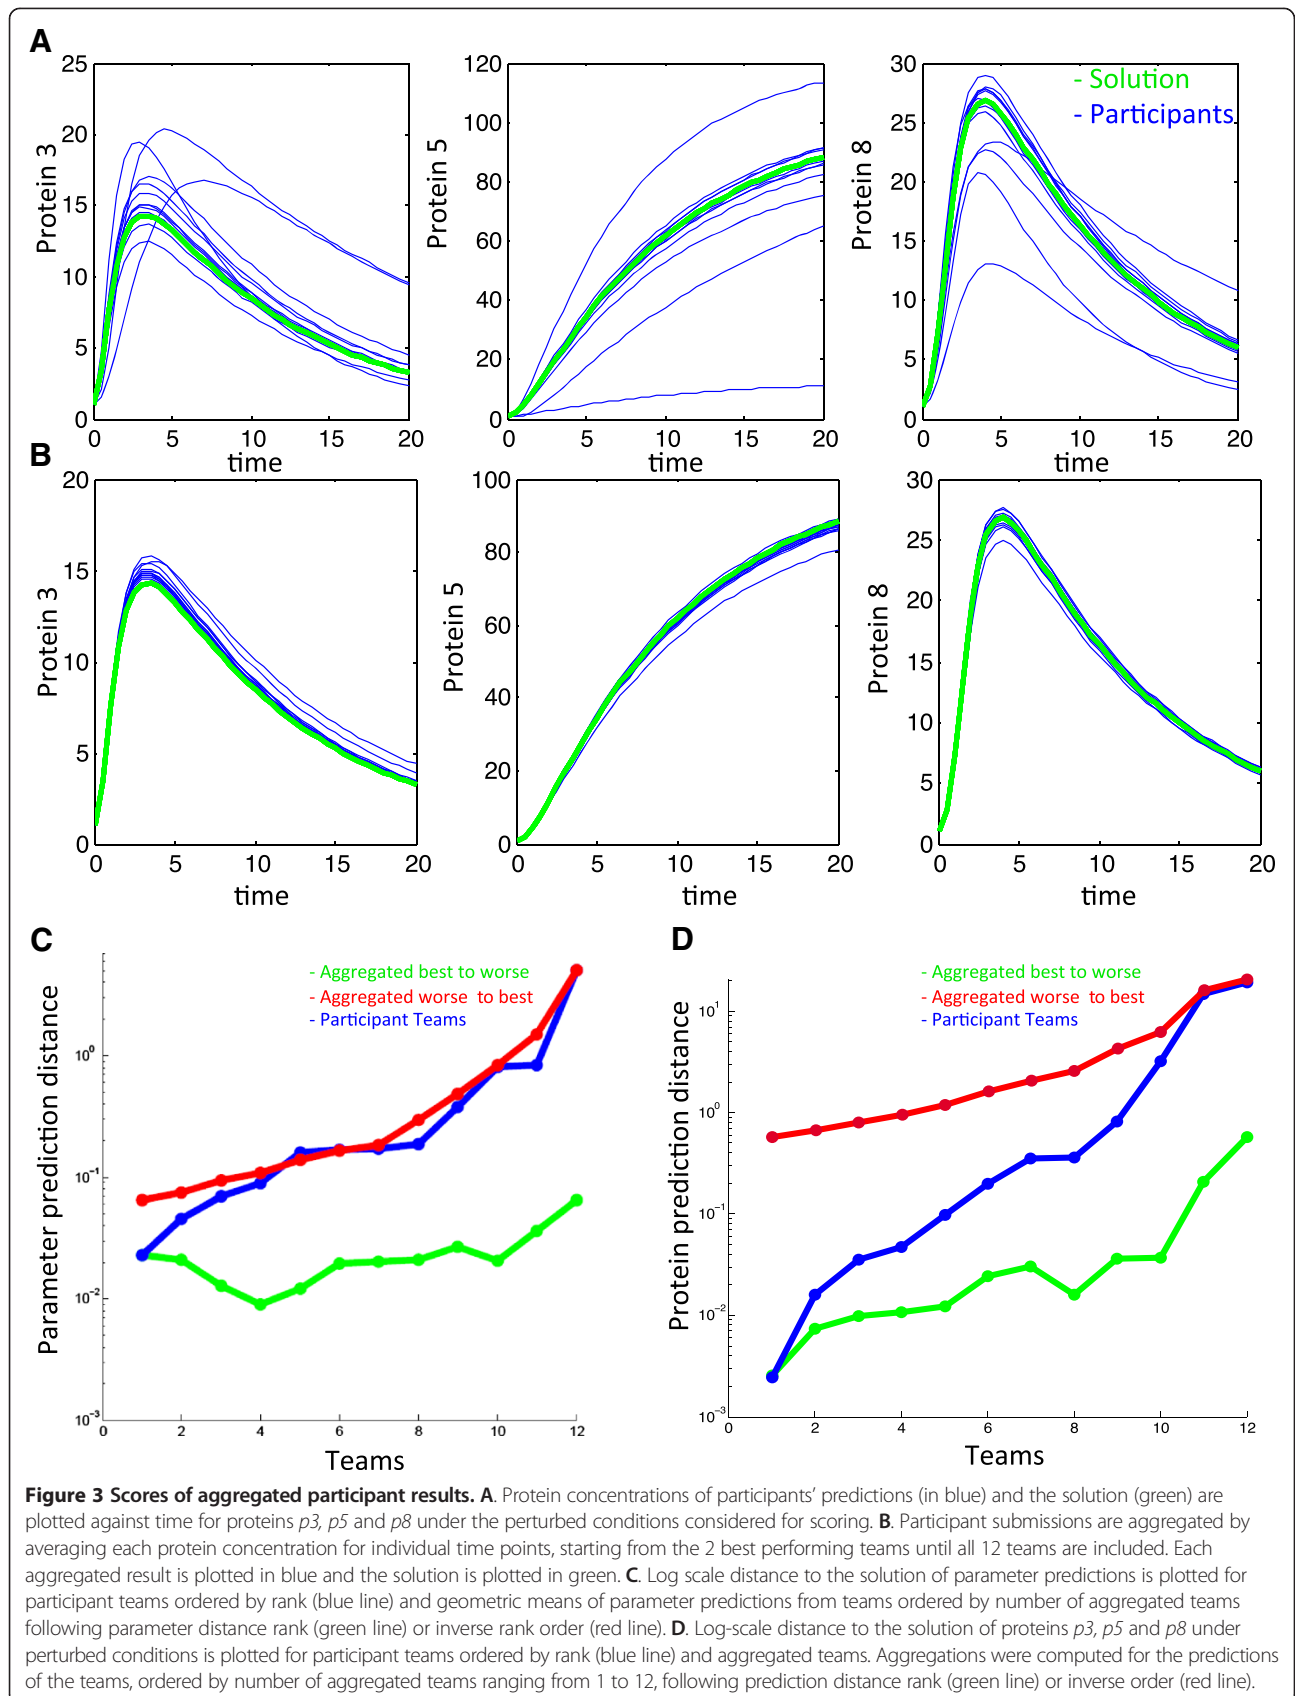 A
25
20
15
10
5
0
Protein 3
0 5 10 15 20
time
120
100
80
60
40
20
0
Protein 5
0 5 10 15 20
time
30
25
20
15
10
5
0
Protein 8
- Solution
- Participants
0 5 10 15 20
time
B
20
15
10
5
0
Protein 3
0 5 10 15 20
time
100
80
60
40
20
0
Protein 5
0 5 10 15 20
time
30
25
20
15
10
5
0
Protein 8
0 5 10 15 20
time
C
- Aggregated best to worse
- Aggregated worse to best
- Participant Teams
Parameter prediction distance
10⁰
10⁻¹
10⁻²
10⁻³
0 2 4 6 8 10 12
Teams
D
- Aggregated best to worse
- Aggregated worse to best
- Participant Teams
Protein prediction distance
10¹
10⁰
10⁻¹
10⁻²
10⁻³
0 2 4 6 8 10 12
Teams
Figure 3 Scores of aggregated participant results. A. Protein concentrations of participants’ predictions (in blue) and the solution (green) are
plotted against time for proteins p3, p5 and p8 under the perturbed conditions considered for scoring. B. Participant submissions are aggregated by
averaging each protein concentration for individual time points, starting from the 2 best performing teams until all 12 teams are included. Each
aggregated result is plotted in blue and the solution is plotted in green. C. Log scale distance to the solution of parameter predictions is plotted for
participant teams ordered by rank (blue line) and geometric means of parameter predictions from teams ordered by number of aggregated teams
following parameter distance rank (green line) or inverse rank order (red line). D. Log-scale distance to the solution of proteins p3, p5 and p8 under
perturbed conditions is plotted for participant teams ordered by rank (blue line) and aggregated teams. Aggregations were computed for the predictions
of the teams, ordered by number of aggregated teams ranging from 1 to 12, following prediction distance rank (green line) or inverse order (red line).